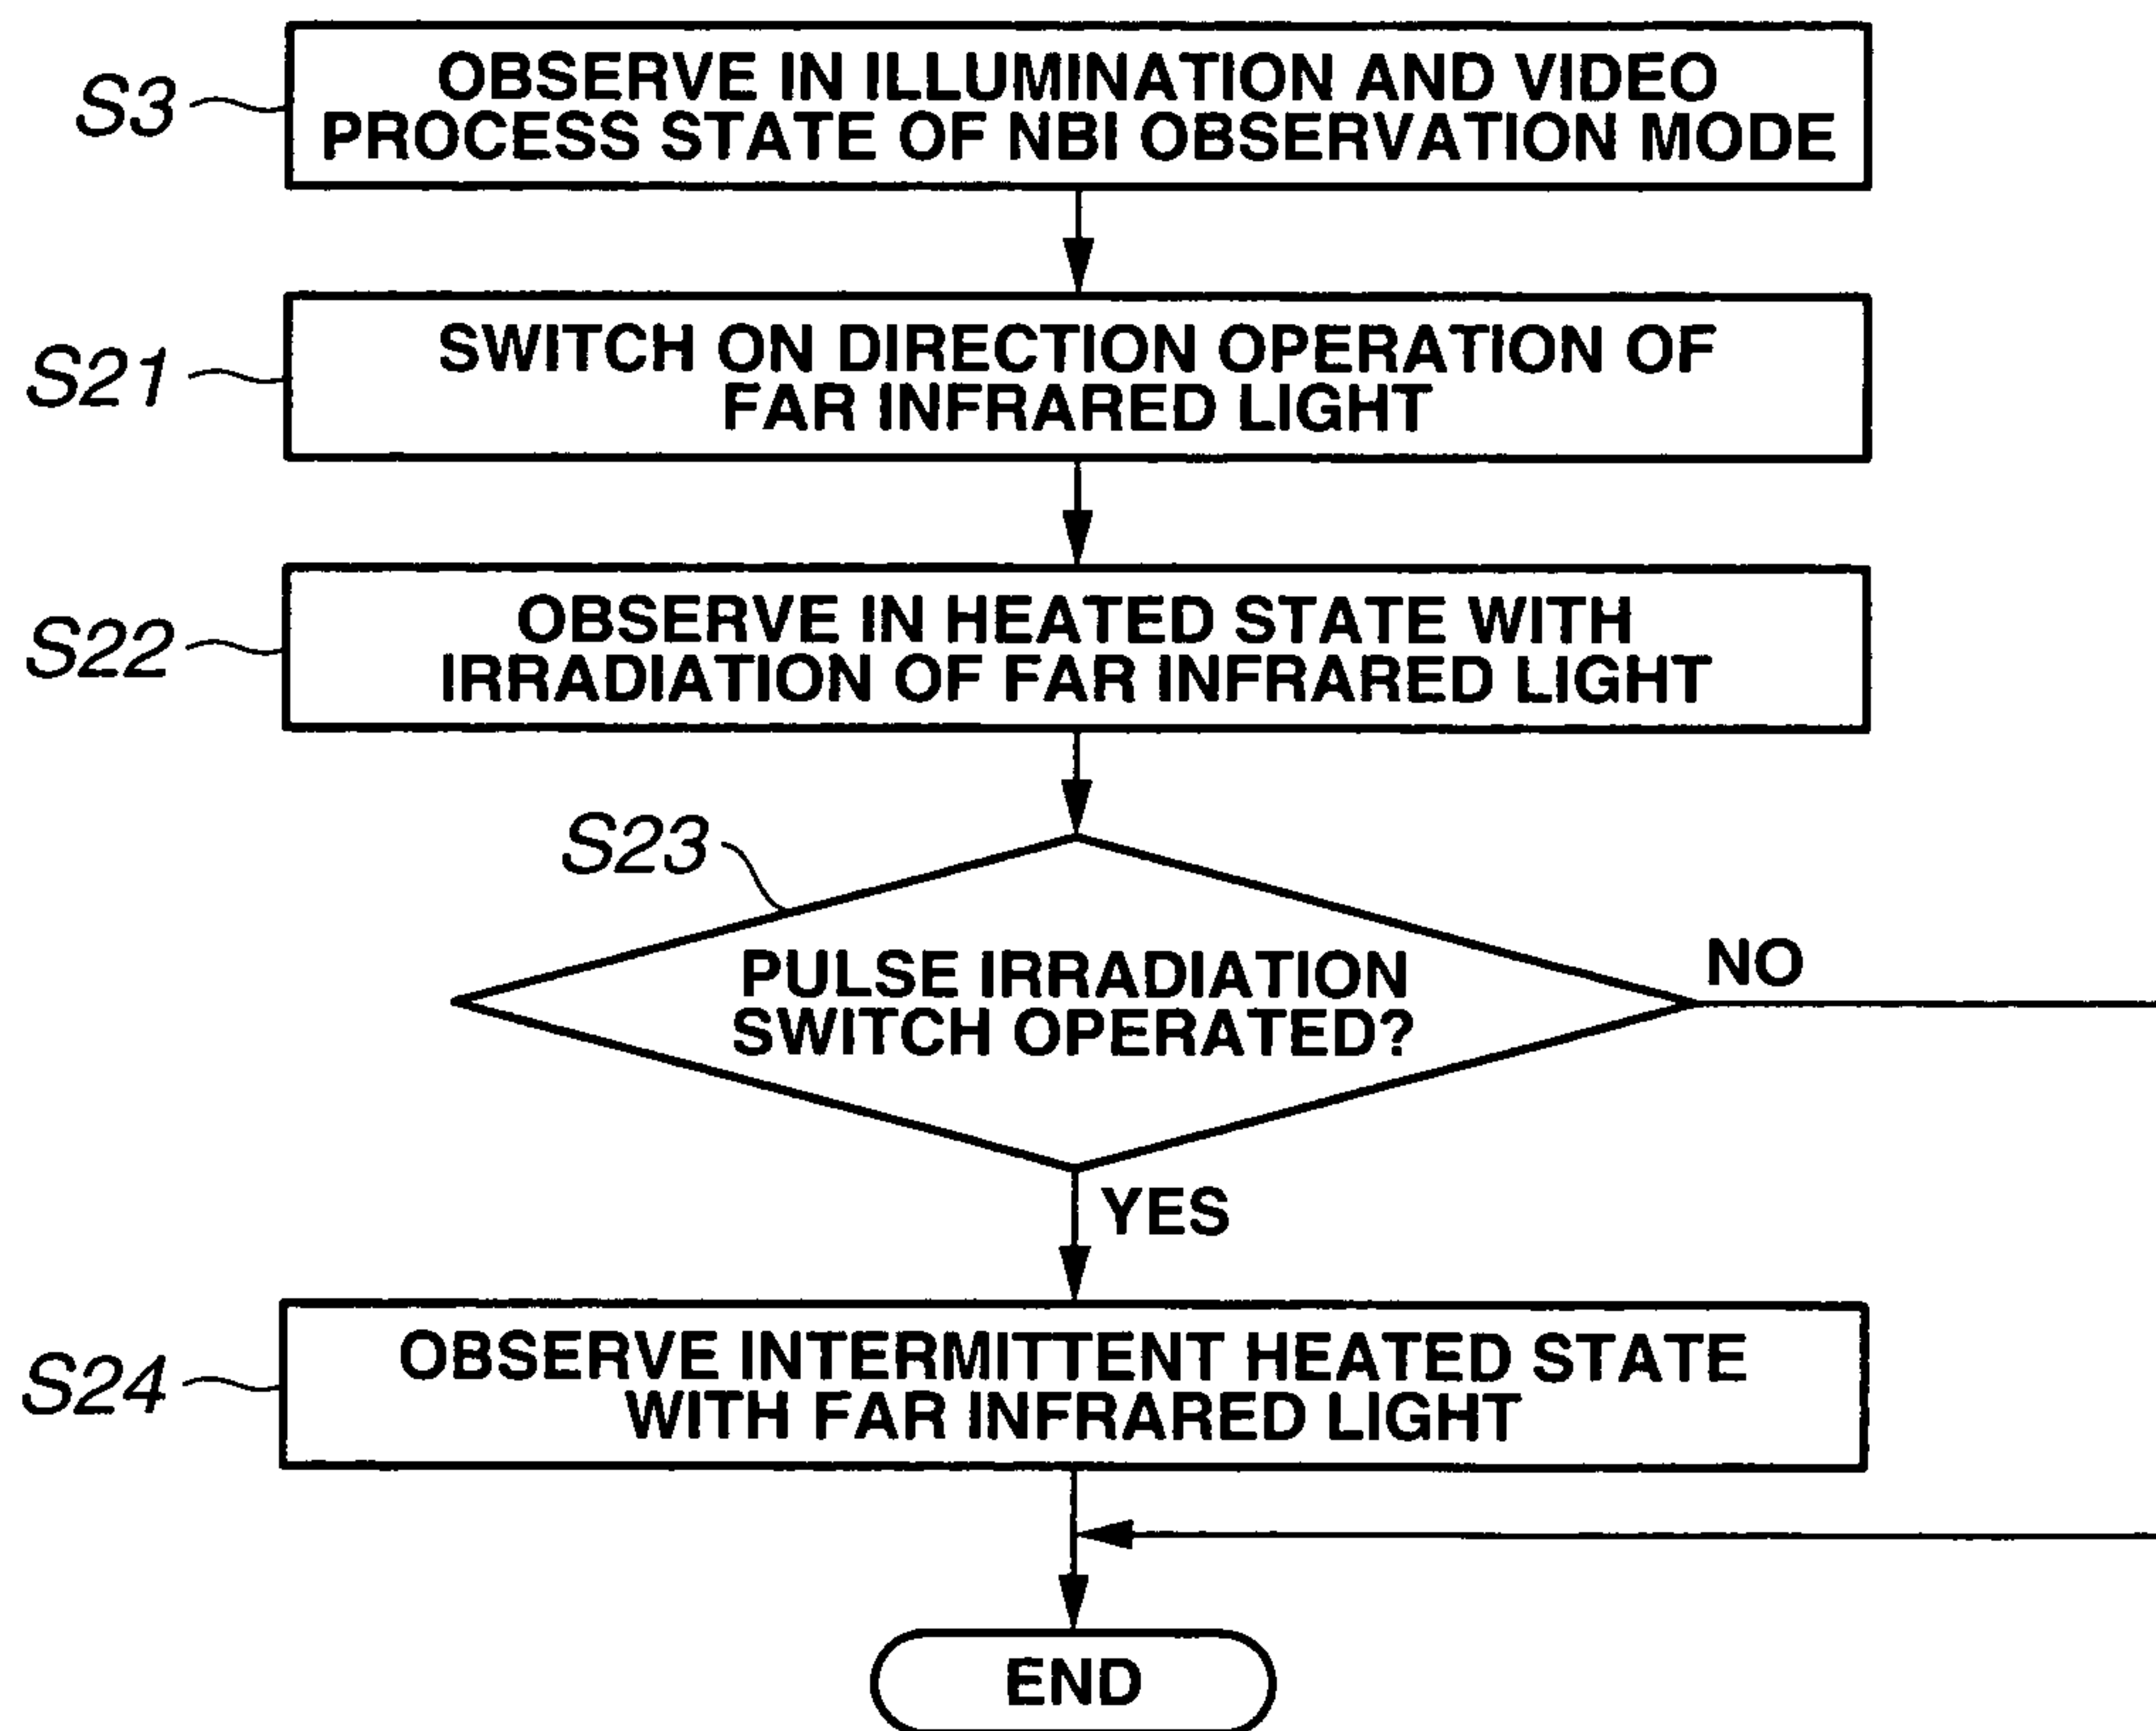 S3
OBSERVE IN ILLUMINATION AND VIDEO
PROCESS STATE OF NBI OBSERVATION MODE
S21
SWITCH ON DIRECTION OPERATION OF
FAR INFRARED LIGHT
S22
OBSERVE IN HEATED STATE WITH
IRRADIATION OF FAR INFRARED LIGHT
S23
PULSE IRRADIATION
SWITCH OPERATED?
NO
YES
S24
OBSERVE INTERMITTENT HEATED STATE
WITH FAR INFRARED LIGHT
END